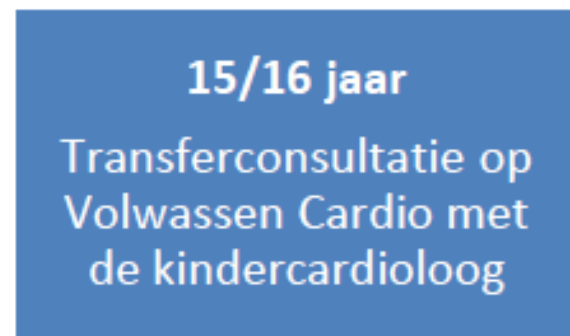 15/16 jaar
Transferconsultatie op
Volwassen Cardio met
de kindercardioloog